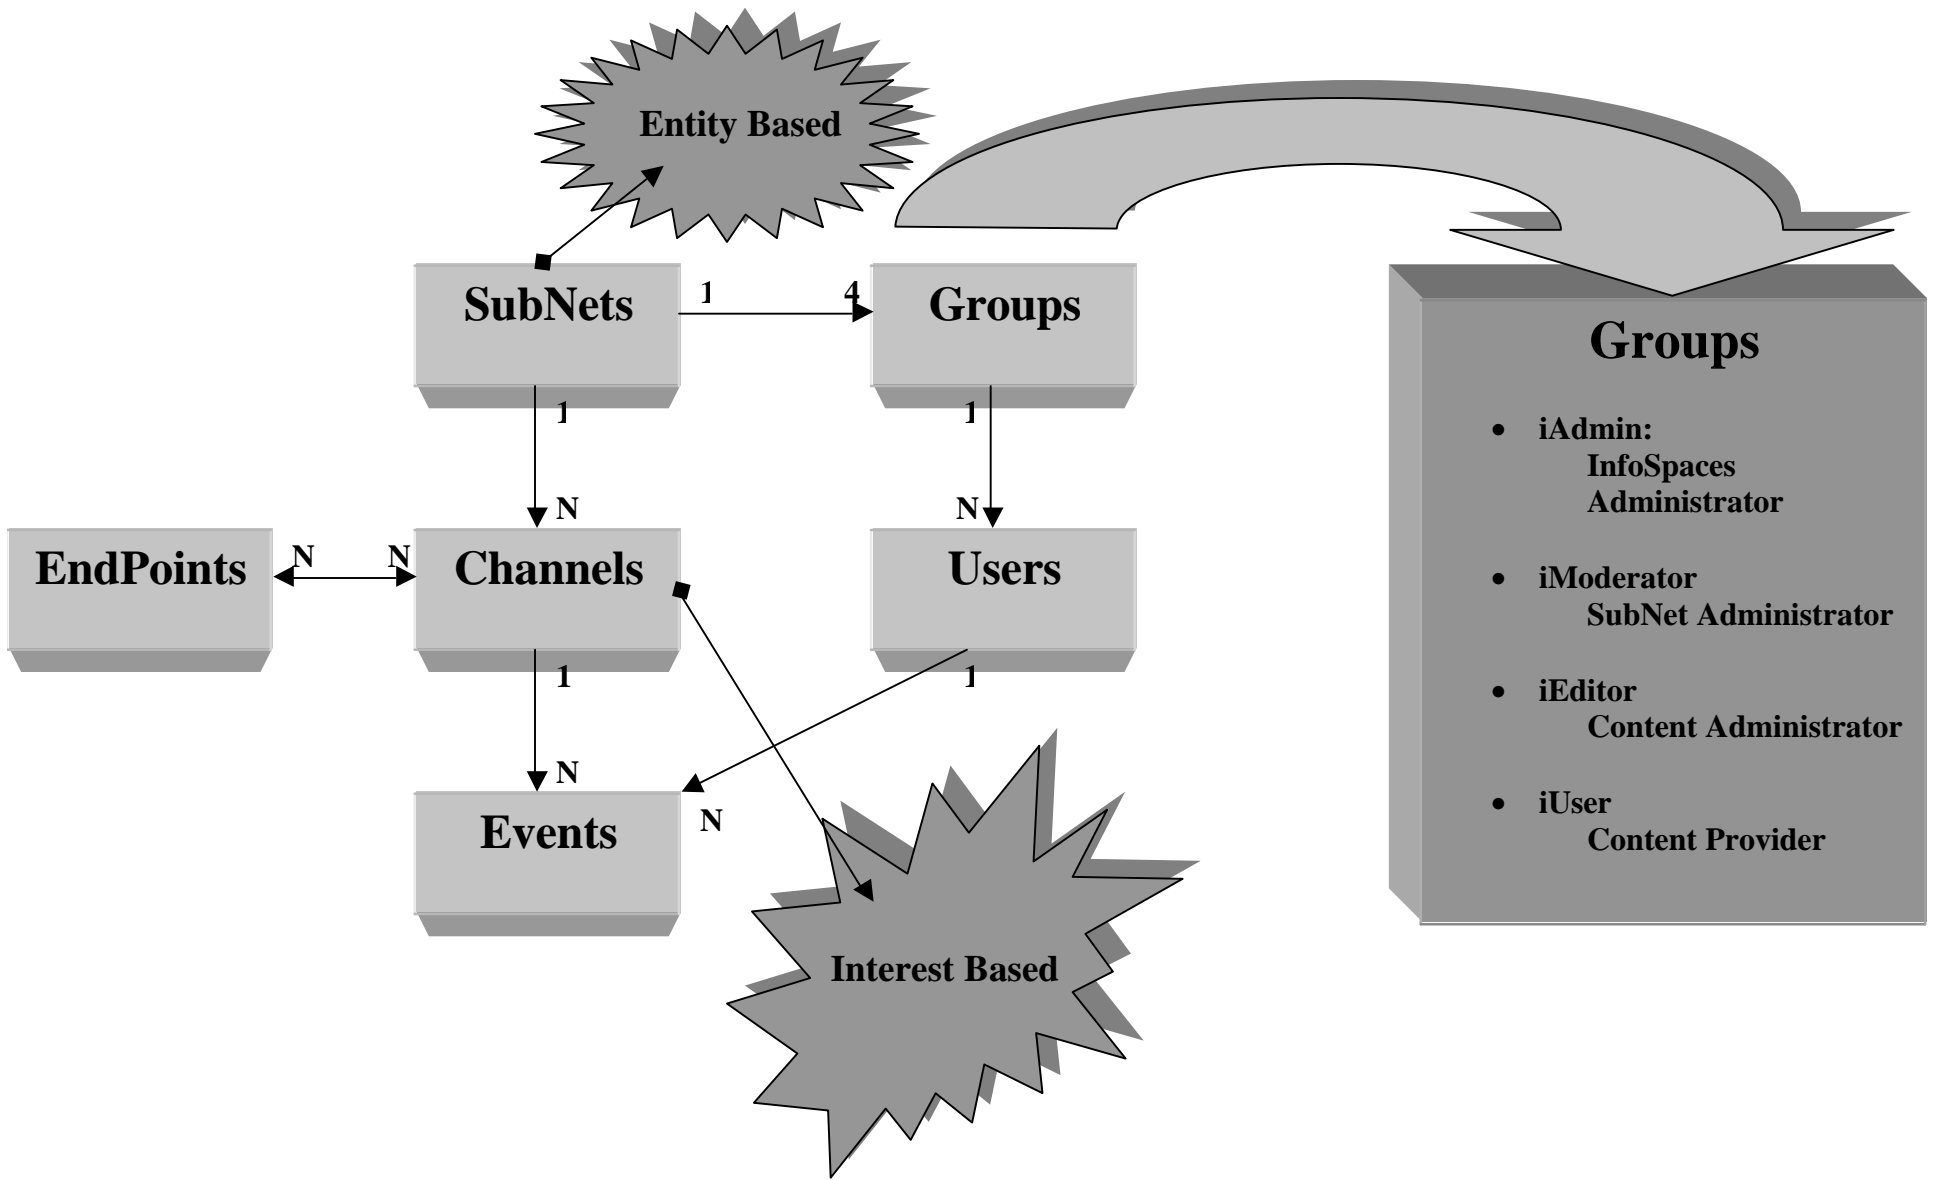 Entity Based
SubNets
1
4
Groups
1
1
N
N
EndPoints
N
N
Channels
Users
1
1
N
N
Events
Interest Based
Groups
• iAdmin:
InfoSpaces
Administrator
• iModerator
SubNet Administrator
• iEditor
Content Administrator
• iUser
Content Provider